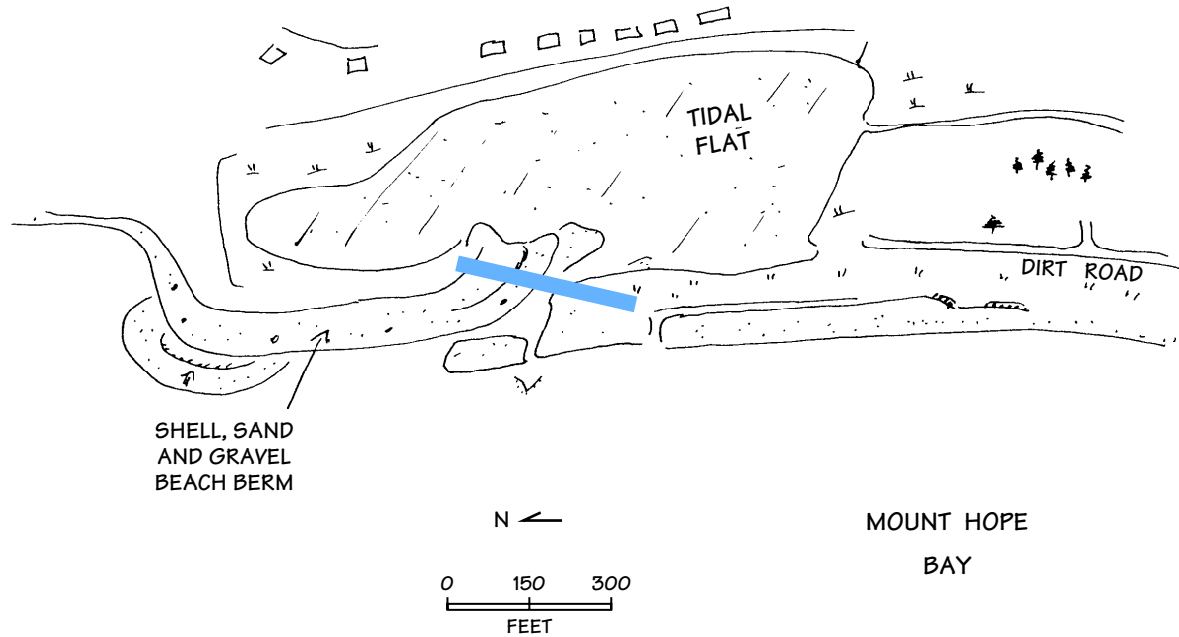 TIDAL
FLAT
DIRT ROAD
SHELL, SAND
AND GRAVEL
BEACH BERM
N
MOUNT HOPE
BAY
0 150 300
FEET